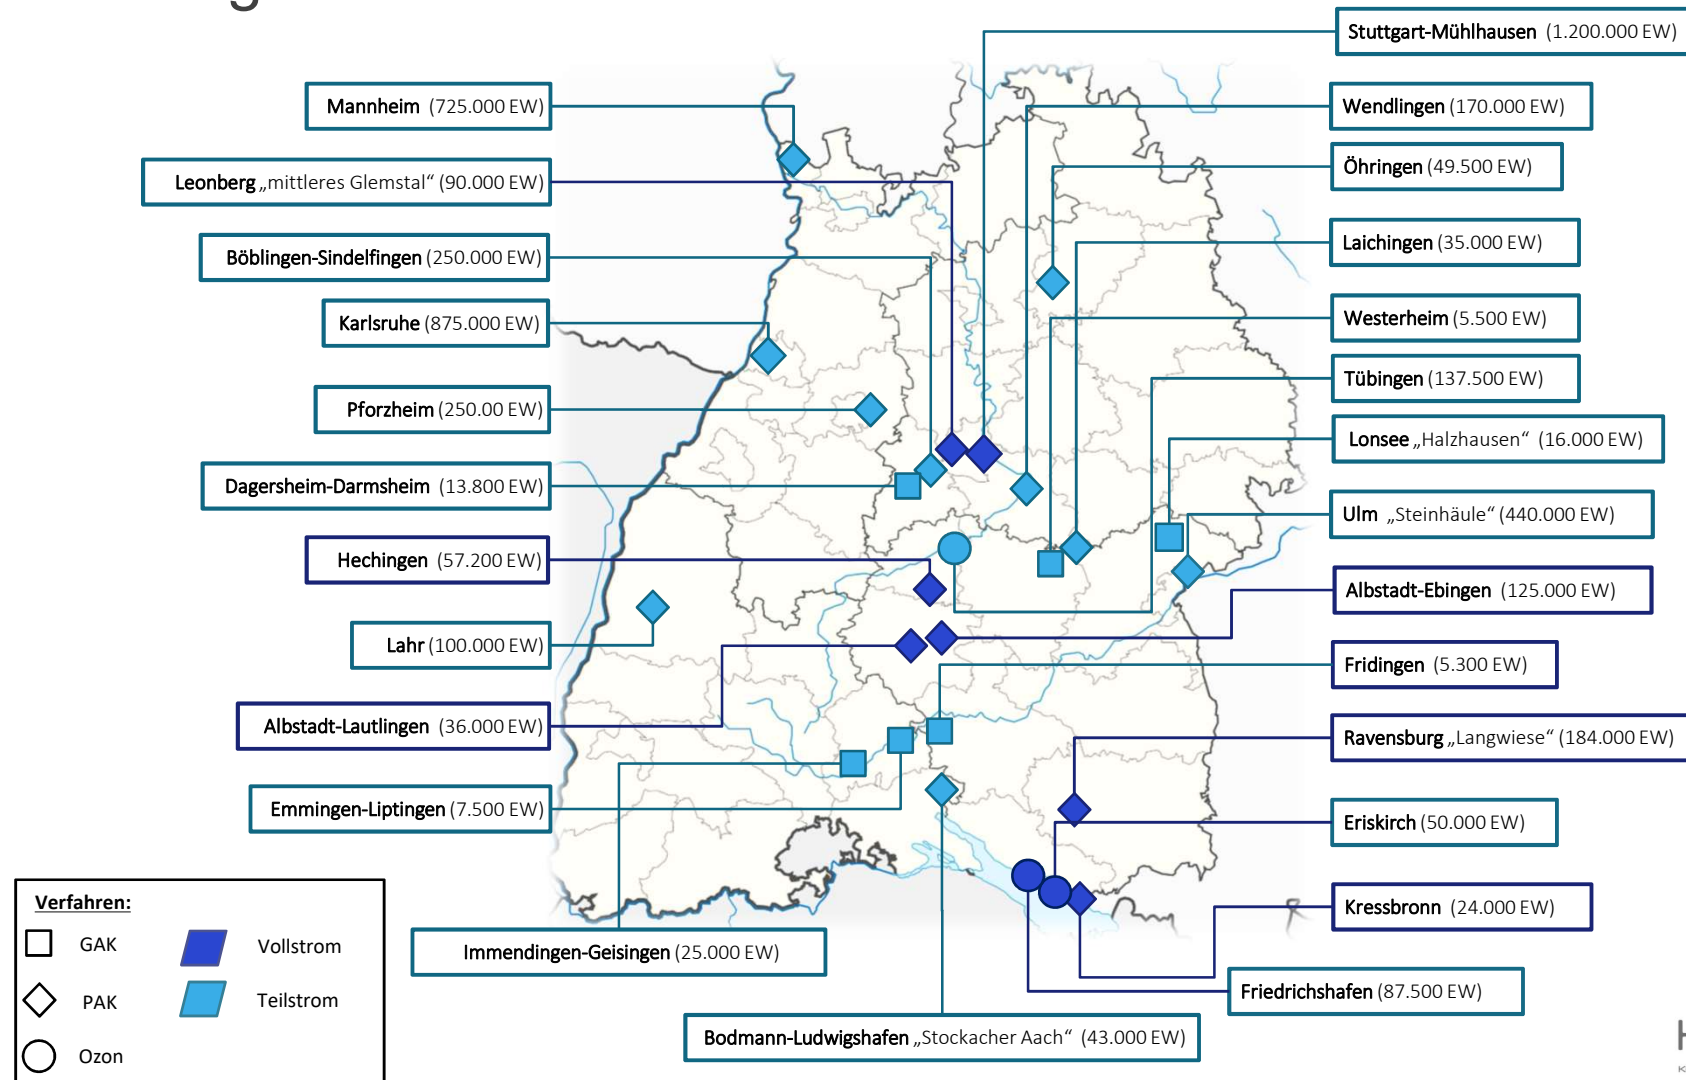 Stuttgart-Mühlhausen (1.200.000 EW)
Mannheim (725.000 EW)
Wendlingen (170.000 EW)
Leonberg „mittleres Glemstal“ (90.000 EW)
Öhringen (49.500 EW)
Böblingen-Sindelfingen (250.000 EW)
Laichingen (35.000 EW)
Karlsruhe (875.000 EW)
Westerheim (5.500 EW)
Pforzheim (250.00 EW)
Tübingen (137.500 EW)
Lonsee „Halzhausen“ (16.000 EW)
Dagersheim-Darmsheim (13.800 EW)
Ulm „Steinhäule“ (440.000 EW)
Hechingen (57.200 EW)
Albstadt-Ebingen (125.000 EW)
Lahr (100.000 EW)
Fridingen (5.300 EW)
Albstadt-Lautlingen (36.000 EW)
Ravensburg „Langwiese“ (184.000 EW)
Emmingen-Liptingen (7.500 EW)
Eriskirch (50.000 EW)
Kressbronn (24.000 EW)
Immendingen-Geisingen (25.000 EW)
Friedrichshafen (87.500 EW)
Bodmann-Ludwigshafen „Stockacher Aach“ (43.000 EW)
Verfahren:
GAK
Vollstrom
PAK
Teilstrom
Ozon